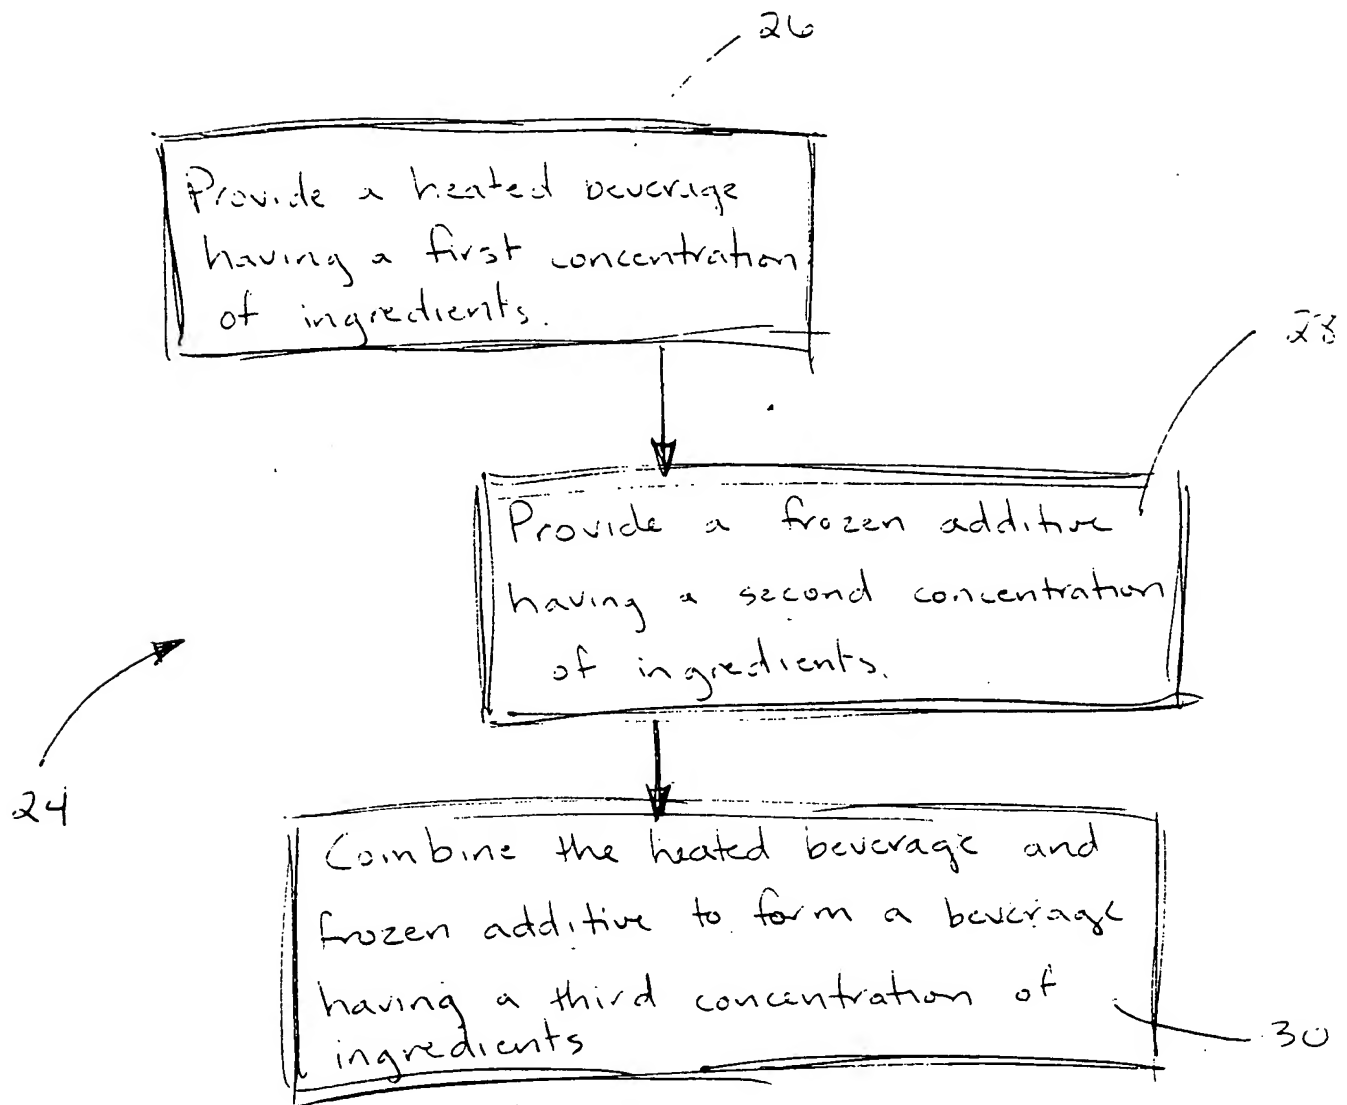 26
Provide a heated beverage
having a first concentration
of ingredients.
28
Provide a frozen additive
having a second concentration
of ingredients.
24
Combine the heated beverage and
frozen additive to form a beverage
having a third concentration of
ingredients
30